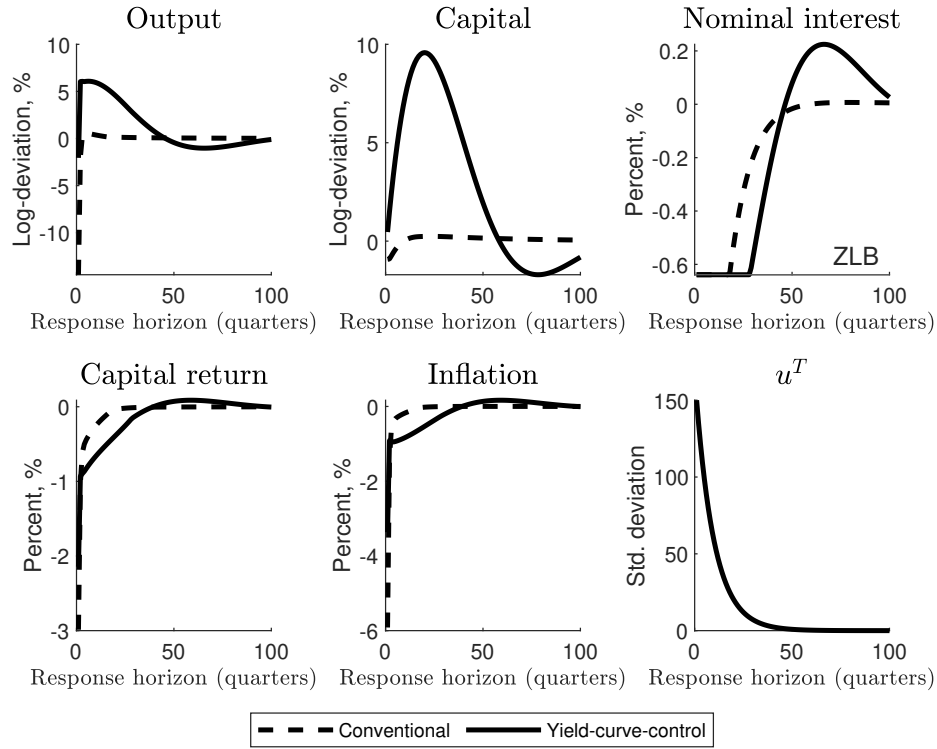 Output
Log-deviation, %
10
5
0
-5
-10
0 50 100
Response horizon (quarters)
Capital
Log-deviation, %
10
5
0
0 50 100
Response horizon (quarters)
Nominal interest
Percent, %
0.2
0
-0.2
-0.4
-0.6
ZLB
0 50 100
Response horizon (quarters)
Capital return
Percent, %
0
-1
-2
-3
0 50 100
Response horizon (quarters)
Inflation
Percent, %
0
-2
-4
-6
0 50 100
Response horizon (quarters)
u^T
Std. deviation
150
100
50
0
0 50 100
Response horizon (quarters)
Conventional Yield-curve-control